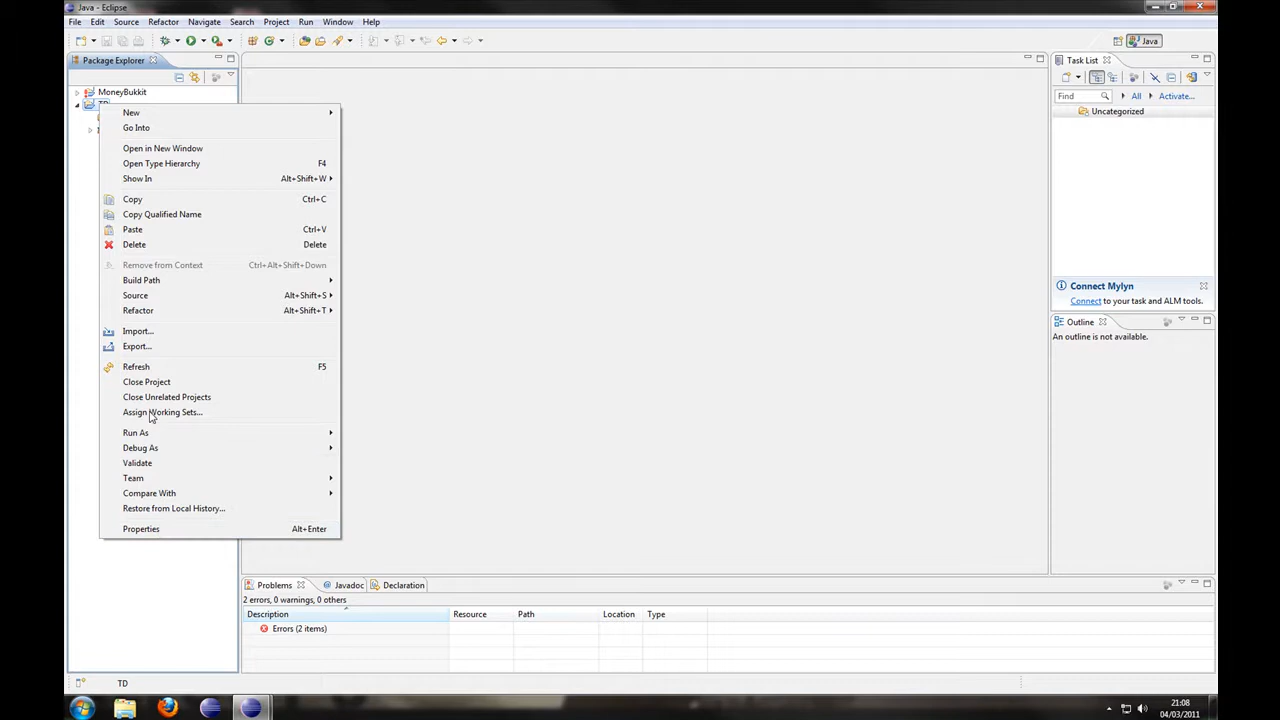 Java - Eclipse
File Edit Source Refactor Navigate Search Project Run Window Help
Java
Package Explorer
Task List
MoneyBukkit
TD
Find All Activate...
Uncategorized
New
Go Into
Open in New Window
Open Type Hierarchy F4
Show In Alt+Shift+W
Copy Ctrl+C
Copy Qualified Name
Paste Ctrl+V
Delete Delete
Remove from Context Ctrl+Alt+Shift+Down
Build Path
Source Alt+Shift+S
Refactor Alt+Shift+T
Import...
Export...
Refresh F5
Close Project
Close Unrelated Projects
Assign Working Sets...
Run As
Debug As
Validate
Team
Compare With
Restore from Local History...
Properties Alt+Enter
Connect Mylyn
Connect to your task and ALM tools.
Outline
An outline is not available.
Problems Javadoc Declaration
2 errors, 0 warnings, 0 others
Description Resource Path Location Type
Errors (2 items)
TD
21:08
04/03/2011